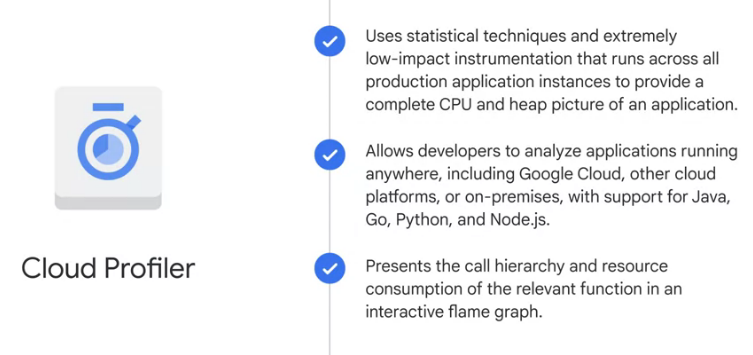 Uses statistical techniques and extremely
low-impact instrumentation that runs across all
production application instances to provide a
complete CPU and heap picture of an application.
Allows developers to analyze applications running
anywhere, including Google Cloud, other cloud
platforms, or on-premises, with support for Java,
Go, Python, and Node.js.
Cloud Profiler
Presents the call hierarchy and resource
consumption of the relevant function in an
interactive flame graph.